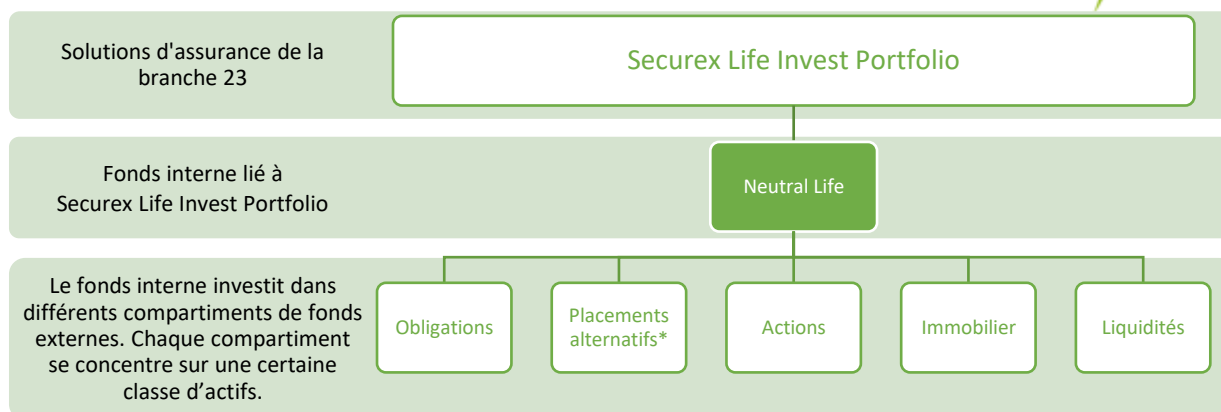 Solutions d'assurance de la
branche 23
Securex Life Invest Portfolio
Fonds interne lié à
Securex Life Invest Portfolio
Neutral Life
Le fonds interne investit dans
différents compartiments de fonds
externes. Chaque compartiment
se concentre sur une certaine
classe d’actifs.
Obligations
Placements
alternatifs*
Actions
Immobilier
Liquidités